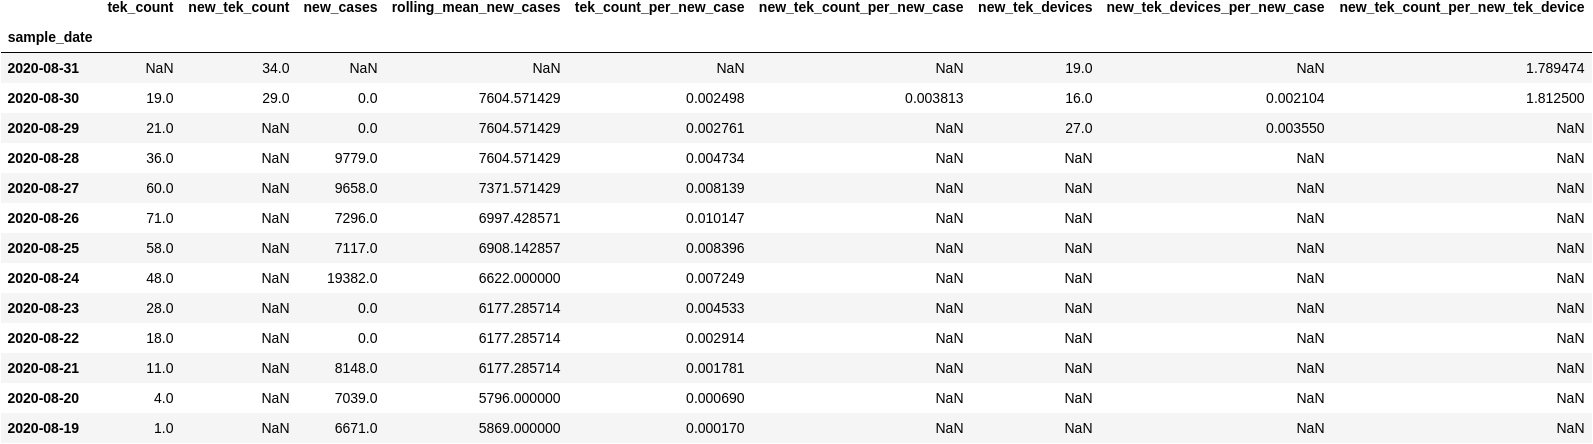 tek_count new_tek_count new_cases rolling_mean_new_cases tek_count_per_new_case new_tek_count_per_new_case new_tek_devices new_tek_devices_per_new_case new_tek_count_per_new_tek_device
sample_date
2020-08-31 NaN 34.0 NaN NaN NaN NaN 19.0 NaN 1.789474
2020-08-30 19.0 29.0 0.0 7604.571429 0.002498 0.003813 16.0 0.002104 1.812500
2020-08-29 21.0 NaN 0.0 7604.571429 0.002761 NaN 27.0 0.003550 NaN
2020-08-28 36.0 NaN 9779.0 7604.571429 0.004734 NaN NaN NaN NaN
2020-08-27 60.0 NaN 9658.0 7371.571429 0.008139 NaN NaN NaN NaN
2020-08-26 71.0 NaN 7296.0 6997.428571 0.010147 NaN NaN NaN NaN
2020-08-25 58.0 NaN 7117.0 6908.142857 0.008396 NaN NaN NaN NaN
2020-08-24 48.0 NaN 19382.0 6622.000000 0.007249 NaN NaN NaN NaN
2020-08-23 28.0 NaN 0.0 6177.285714 0.004533 NaN NaN NaN NaN
2020-08-22 18.0 NaN 0.0 6177.285714 0.002914 NaN NaN NaN NaN
2020-08-21 11.0 NaN 8148.0 6177.285714 0.001781 NaN NaN NaN NaN
2020-08-20 4.0 NaN 7039.0 5796.000000 0.000690 NaN NaN NaN NaN
2020-08-19 1.0 NaN 6671.0 5869.000000 0.000170 NaN NaN NaN NaN